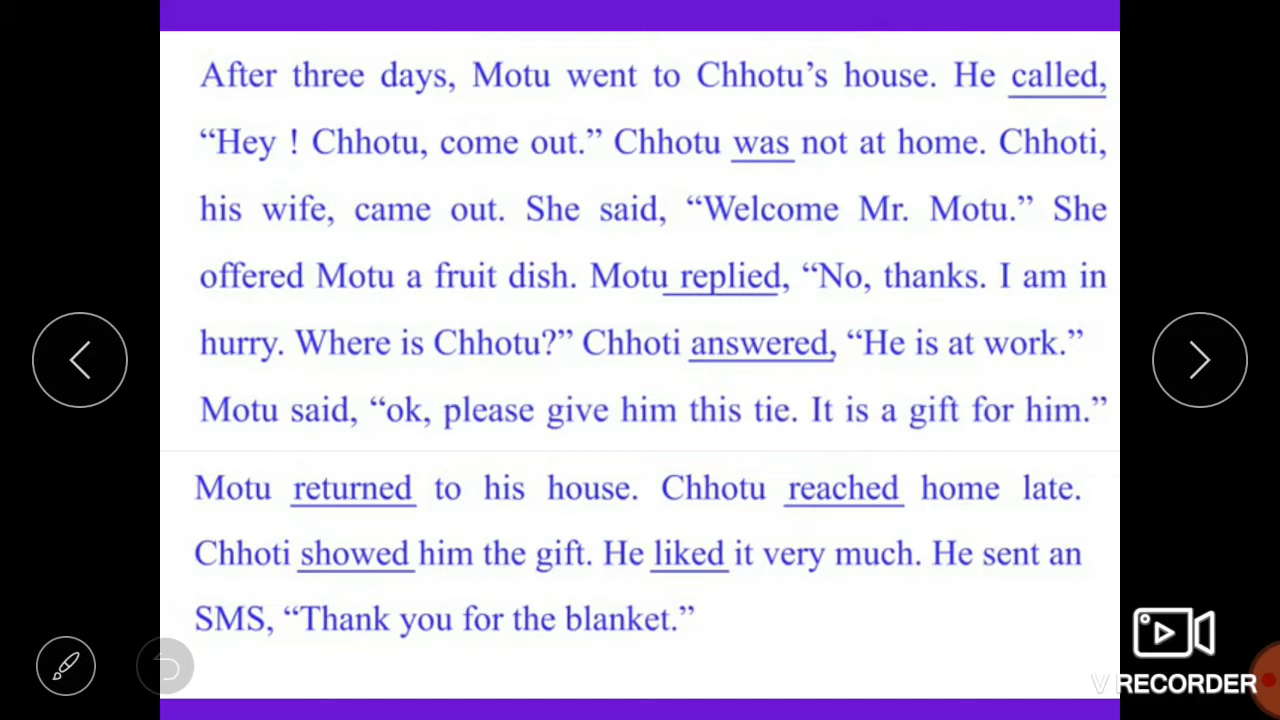 After three days, Motu went to Chhotu’s house. He called,
“Hey ! Chhotu, come out.” Chhotu was not at home. Chhoti,
his wife, came out. She said, “Welcome Mr. Motu.” She
offered Motu a fruit dish. Motu replied, “No, thanks. I am in
hurry. Where is Chhotu?” Chhoti answered, “He is at work.”
Motu said, “ok, please give him this tie. It is a gift for him.”
Motu returned to his house. Chhotu reached home late.
Chhoti showed him the gift. He liked it very much. He sent an
SMS, “Thank you for the blanket.”
V RECORDER